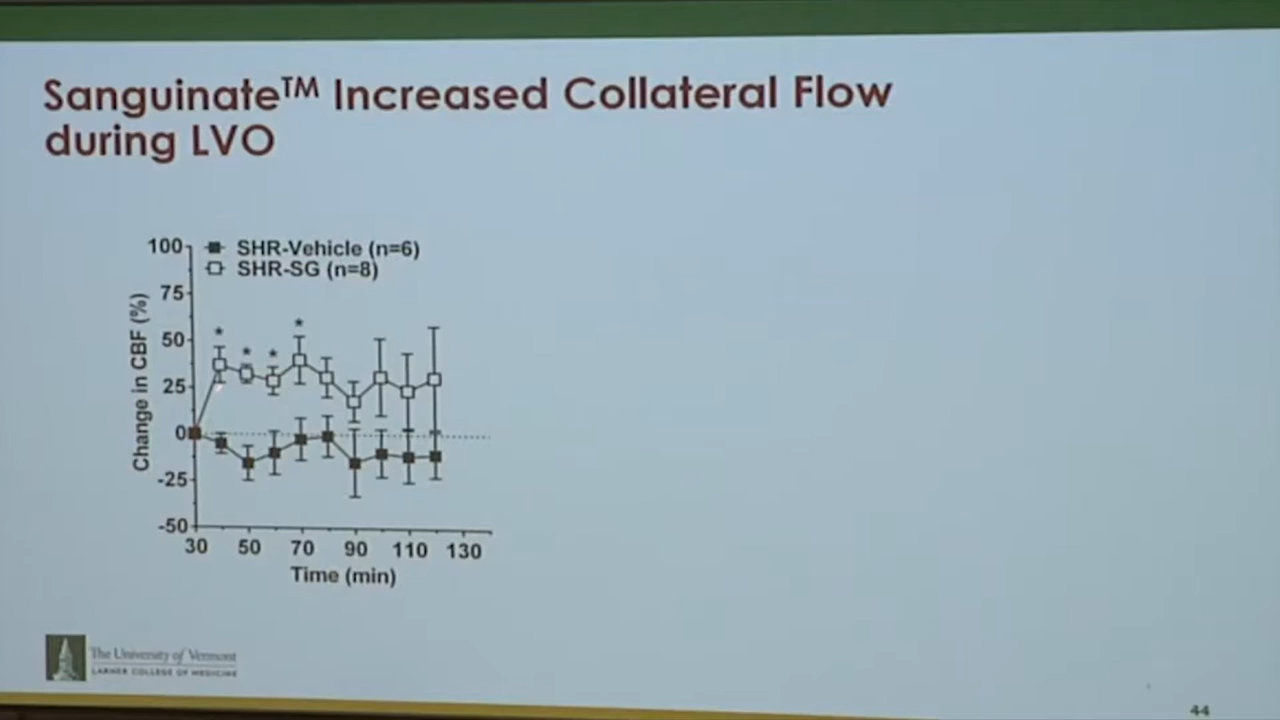 Sanguinate™ Increased Collateral Flow
during LVO
100
SHR-Vehicle (n=6)
SHR-SG (n=8)
75
50
25
0
-25
-50
Change in CBF (%)
* * * *
30 50 70 90 110 130
Time (min)
The University of Vermont
LARNER COLLEGE OF MEDICINE
44